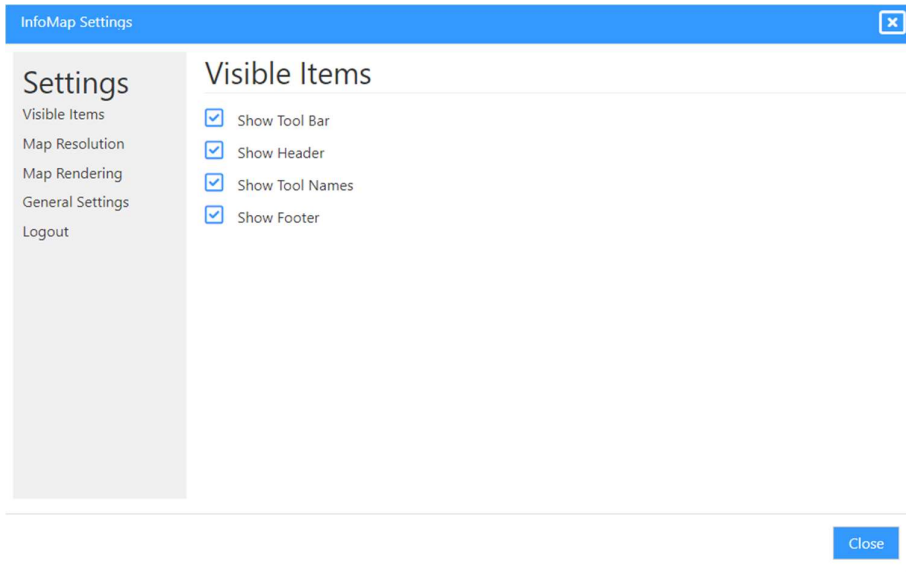 InfoMap Settings
Settings
Visible Items
Map Resolution
Map Rendering
General Settings
Logout
Visible Items
Show Tool Bar
Show Header
Show Tool Names
Show Footer
Close